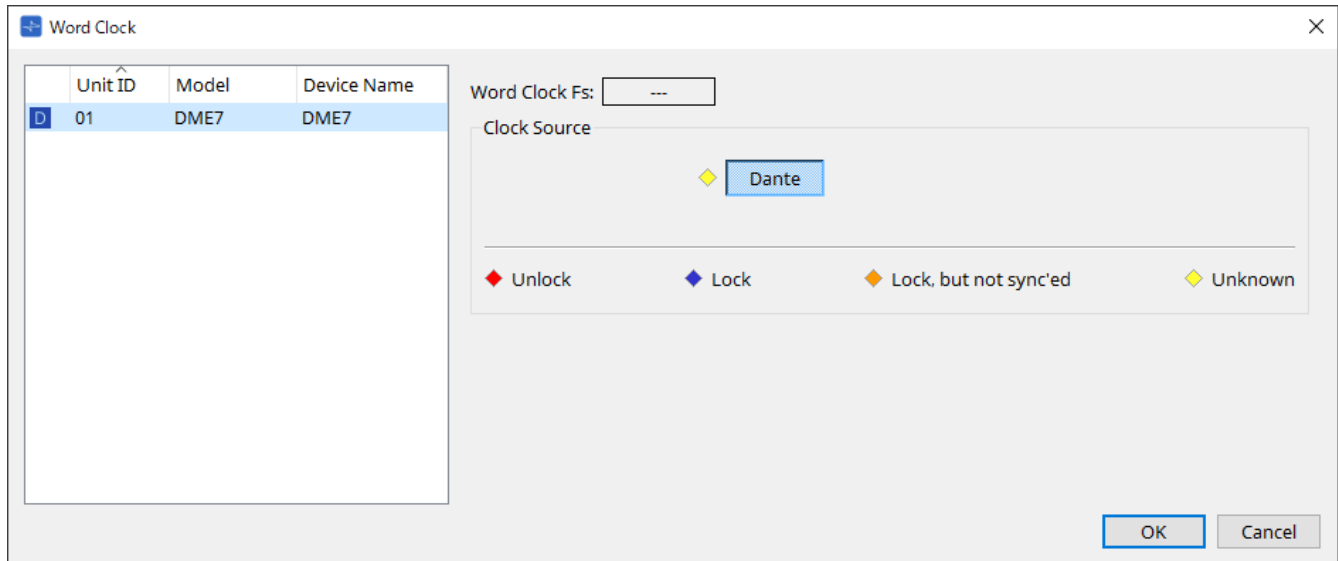 Word Clock
Unit ID Model Device Name
D 01 DME7 DME7
Word Clock Fs: ---
Clock Source
Dante
Unlock Lock Lock, but not sync'ed Unknown
OK Cancel